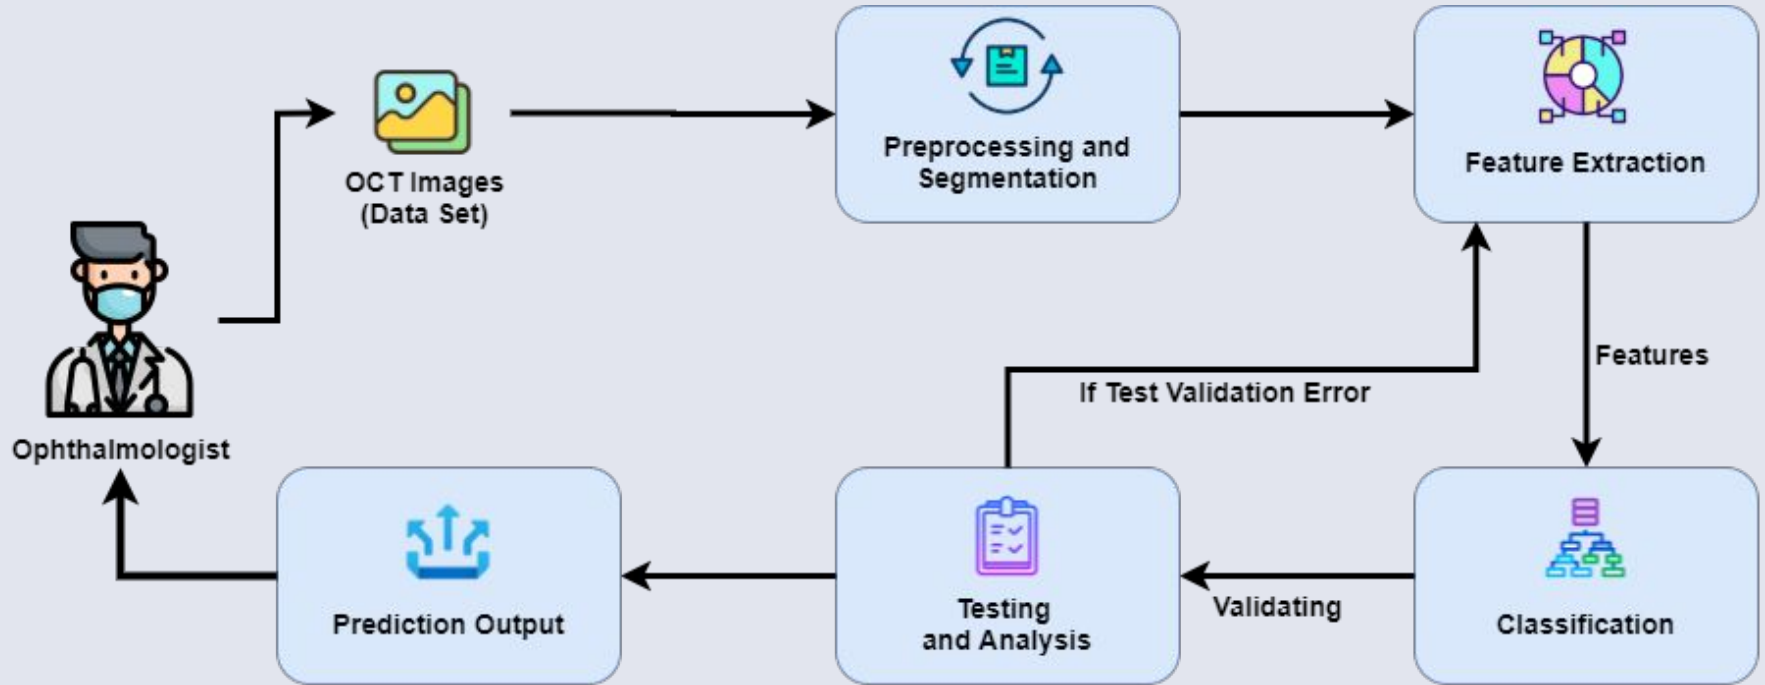 OCT Images
(Data Set)
Preprocessing and
Segmentation
Feature Extraction
Ophthalmologist
If Test Validation Error
Features
Prediction Output
Testing
and Analysis
Validating
Classification